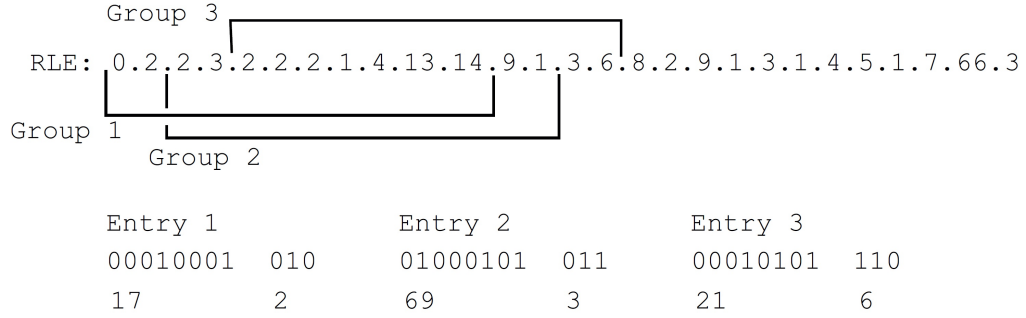 Group 3
RLE: 0.2.2.3.2.2.2.1.4.13.14.9.1.3.6.8.2.9.1.3.1.4.5.1.7.66.3
Group 1
Group 2
Entry 1 Entry 2 Entry 3
00010001 010 01000101 011 00010101 110
17 2 69 3 21 6